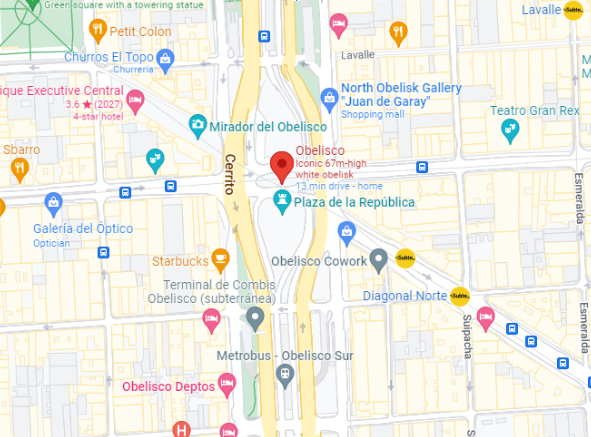 Green square with a towering statue
Petit Colon
Lavalle
Subte
Lavalle
Churros El Topo
Churreria
ique Executive Central
3.6 ★ (2027)
4-star hotel
North Obelisk Gallery
"Juan de Garay"
Shopping mall
M
M
Teatro Gran Rex
Mirador del Obelisco
Sbarro
Cerrito
Obelisco
Iconic 67m-high
white obelisk
13 min drive - home
Plaza de la República
Esmeralda
Galería del Óptico
Optician
Starbucks
Obelisco Cowork
Subte
Terminal de Combis
Obelisco (subterránea)
Diagonal Norte
Subte
Suipacha
Esmeralda
Metrobus - Obelisco Sur
Obelisco Deptos
H